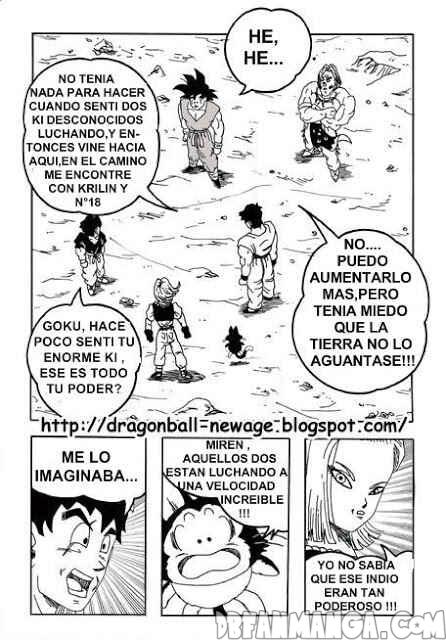 HE,
HE...
NO TENIA
NADA PARA HACER
CUANDO SENTI DOS
KI DESCONOCIDOS
LUCHANDO,Y EN-
TONCES VINE HACIA
AQUI,EN EL CAMINO
ME ENCONTRE
CON KRILIN Y
N°18
GOKU, HACE
POCO SENTI TU
ENORME KI ,
ESE ES TODO
TU PODER?
NO....
PUEDO
AUMENTARLO
MAS,PERO
TENIA MIEDO
QUE LA
TIERRA NO LO
AGUANTASE!!!
http://dragonball-newage.blogspot.com/
ME LO
IMAGINABA...
MIREN ,
AQUELLOS DOS
ESTAN LUCHANDO A
UNA VELOCIDAD
INCREIBLE
!!!
YO NO SABIA
QUE ESE INDIO
ERAN TAN
PODEROSO !!!
DBFANMANGA.COM